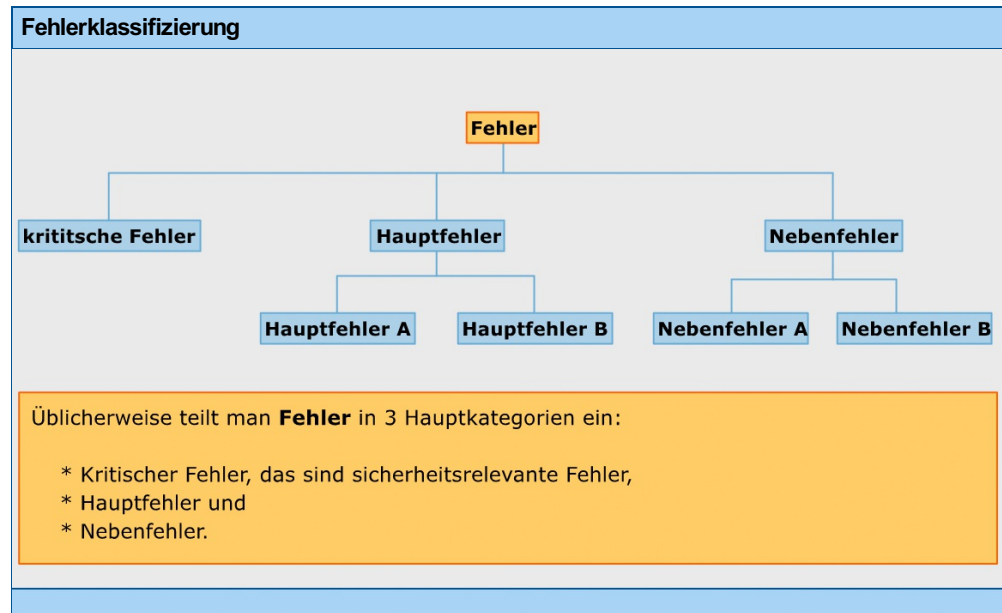 Fehlerklassifizierung
Fehler
krititsche Fehler
Hauptfehler
Nebenfehler
Hauptfehler A
Hauptfehler B
Nebenfehler A
Nebenfehler B
Üblicherweise teilt man Fehler in 3 Hauptkategorien ein:
* Kritischer Fehler, das sind sicherheitsrelevante Fehler,
* Hauptfehler und
* Nebenfehler.